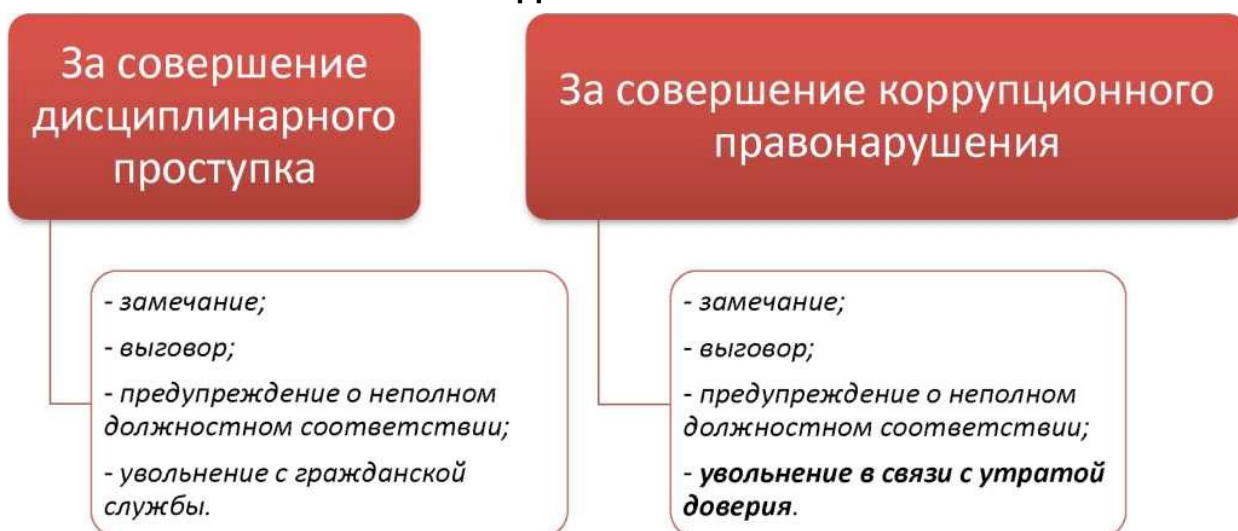 За совершение
дисциплинарного
проступка
За совершение коррупционного
правонарушения
- замечание;
- выговор;
- предупреждение о неполном
должностном соответствии;
- увольнение с гражданской
службы.
- замечание;
- выговор;
- предупреждение о неполном
должностном соответствии;
- увольнение в связи с утратой
доверия.